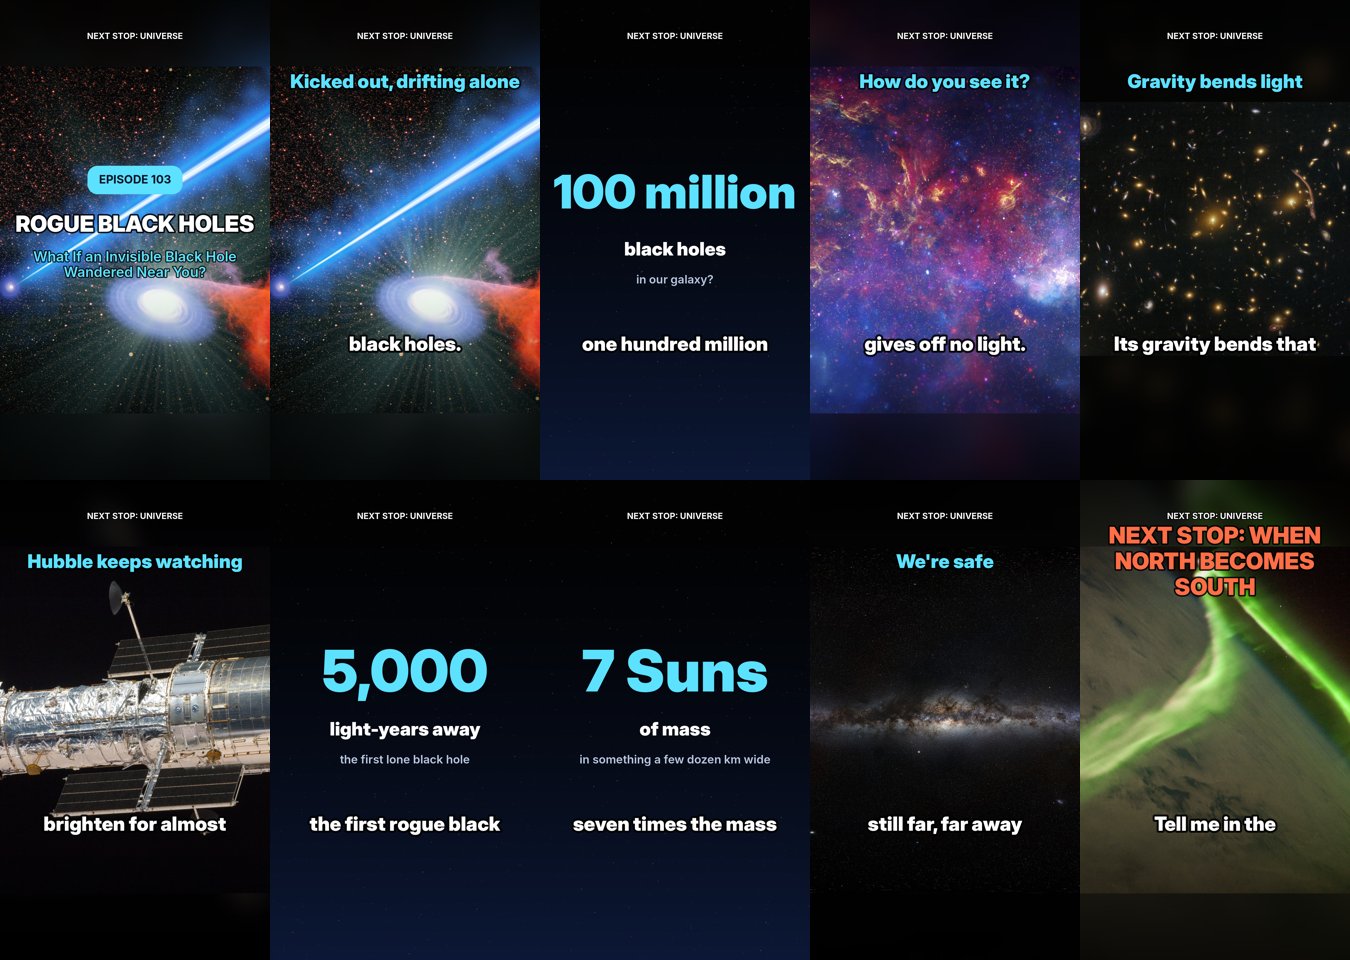 NEXT STOP: UNIVERSE
EPISODE 103
ROGUE BLACK HOLES
What If an Invisible Black Hole
Wandered Near You?
NEXT STOP: UNIVERSE
Kicked out, drifting alone
black holes.
NEXT STOP: UNIVERSE
100 million
black holes
in our galaxy?
one hundred million
NEXT STOP: UNIVERSE
How do you see it?
gives off no light.
NEXT STOP: UNIVERSE
Gravity bends light
Its gravity bends that
NEXT STOP: UNIVERSE
Hubble keeps watching
brighten for almost
NEXT STOP: UNIVERSE
5,000
light-years away
the first lone black hole
the first rogue black
NEXT STOP: UNIVERSE
7 Suns
of mass
in something a few dozen km wide
seven times the mass
NEXT STOP: UNIVERSE
We're safe
still far, far away
NEXT STOP: UNIVERSE
NEXT STOP: WHEN
NORTH BECOMES
SOUTH
Tell me in the